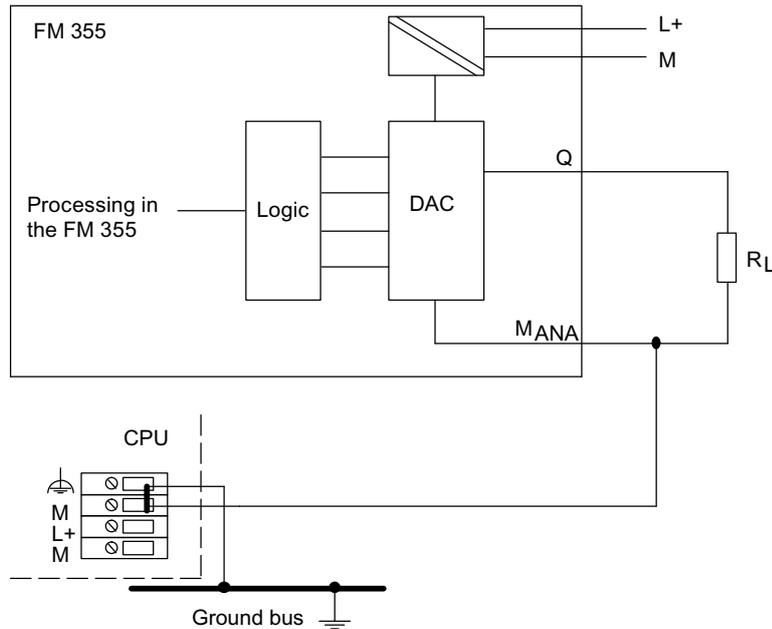 FM 355
L+
M
Q
Processing in
the FM 355
Logic
DAC
RL
MANA
CPU
M
L+
M
Ground bus